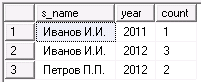 s_name year count
1 Иванов И.И. 2011 1
2 Иванов И.И. 2012 3
3 Петров П.П. 2012 2